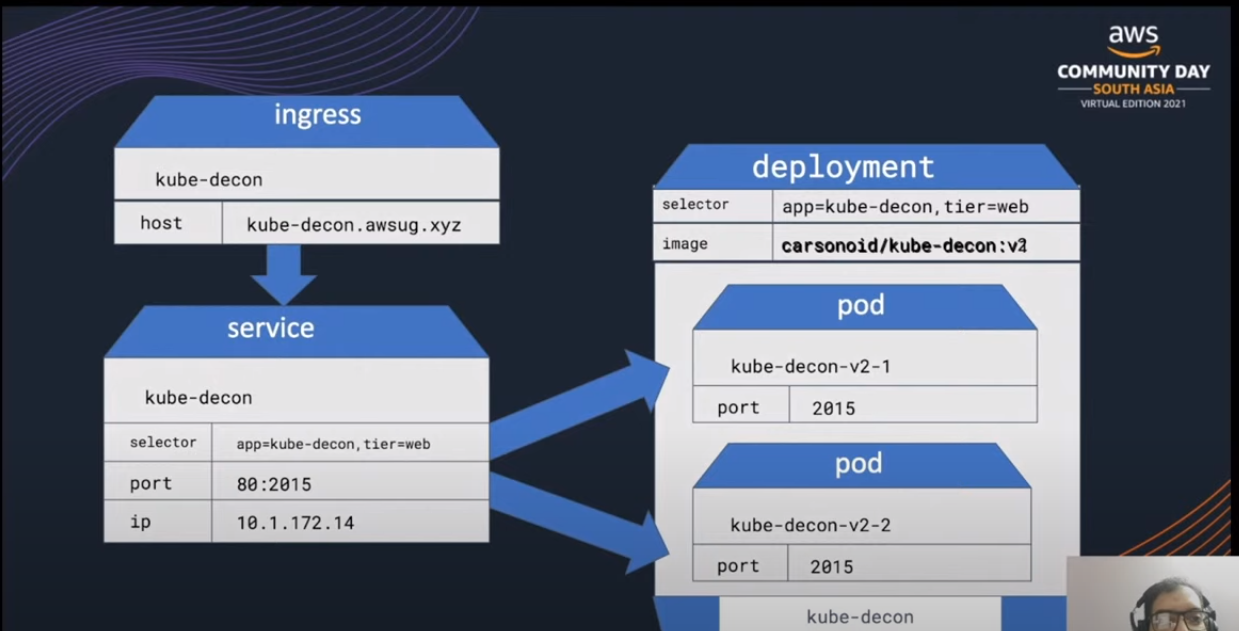 aws
COMMUNITY DAY
SOUTH ASIA
VIRTUAL EDITION 2021
ingress
kube-decon
host kube-decon.awsug.xyz
service
kube-decon
selector app=kube-decon,tier=web
port 80:2015
ip 10.1.172.14
deployment
selector app=kube-decon,tier=web
image carsonoid/kube-decon:
pod
kube-decon-v2-1
port 2015
pod
kube-decon-v2-2
port 2015
kube-decon